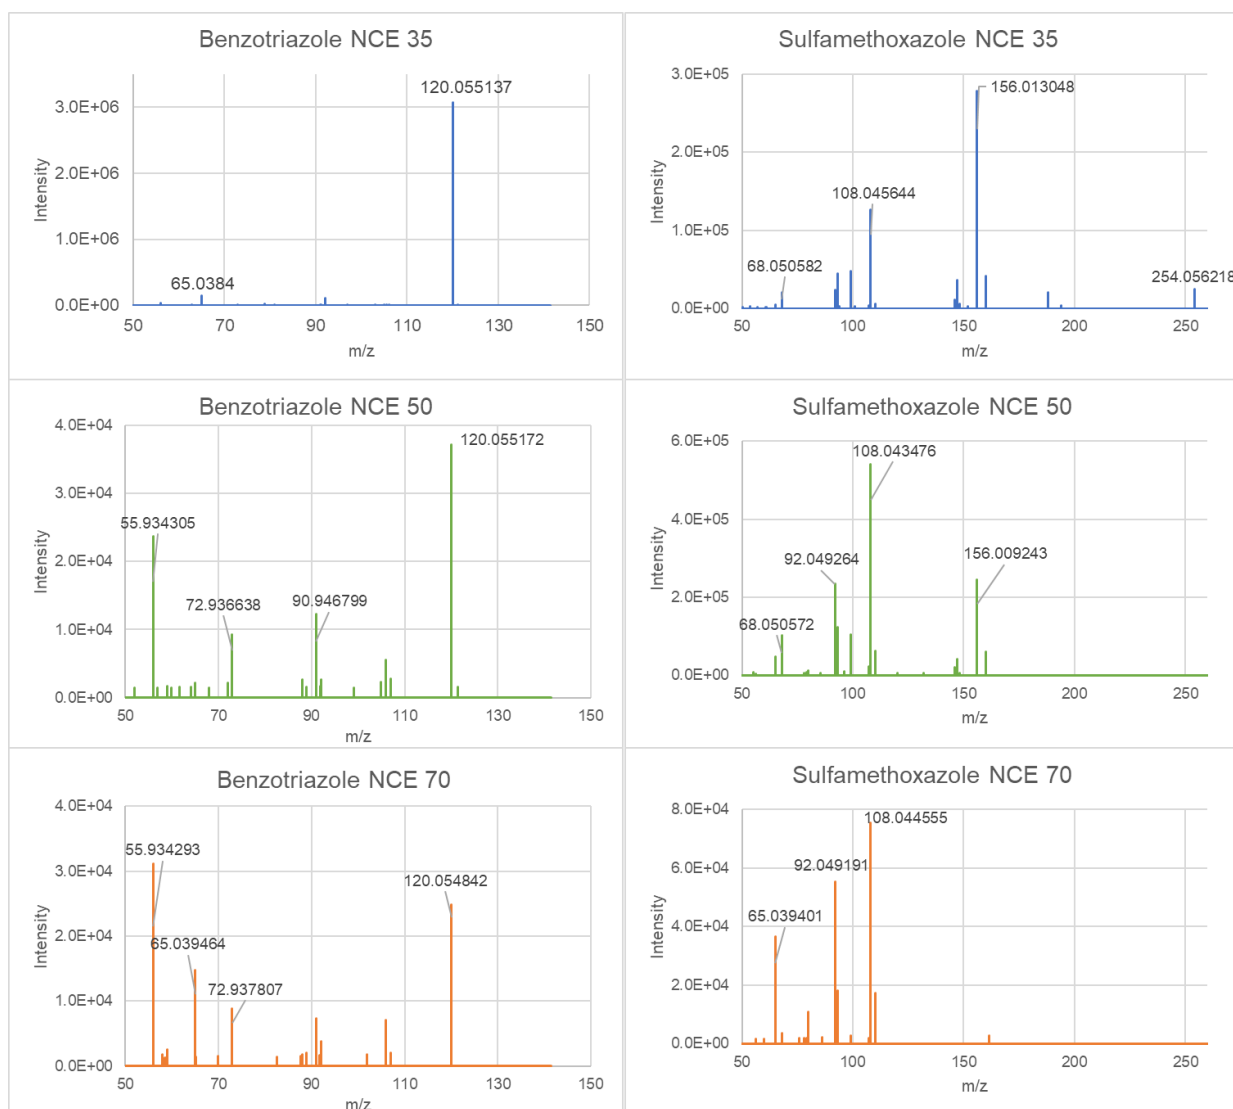 Benzotriazole NCE 35
3.0E+06
2.0E+06
1.0E+06
0.0E+00
Intensity
120.055137
65.0384
50 70 90 110 130 150
m/z
Sulfamethoxazole NCE 35
3.0E+05
2.0E+05
1.0E+05
0.0E+00
Intensity
156.013048
108.045644
68.050582
254.056218
50 100 150 200 250
m/z
Benzotriazole NCE 50
4.0E+04
3.0E+04
2.0E+04
1.0E+04
0.0E+00
Intensity
120.055172
55.934305
72.936638
90.946799
50 70 90 110 130 150
m/z
Sulfamethoxazole NCE 50
6.0E+05
4.0E+05
2.0E+05
0.0E+00
Intensity
108.043476
92.049264
156.009243
68.050572
50 100 150 200 250
m/z
Benzotriazole NCE 70
4.0E+04
3.0E+04
2.0E+04
1.0E+04
0.0E+00
Intensity
55.934293
120.054842
65.039464
72.937807
50 70 90 110 130 150
m/z
Sulfamethoxazole NCE 70
8.0E+04
6.0E+04
4.0E+04
2.0E+04
0.0E+00
Intensity
108.044555
92.049191
65.039401
50 100 150 200 250
m/z